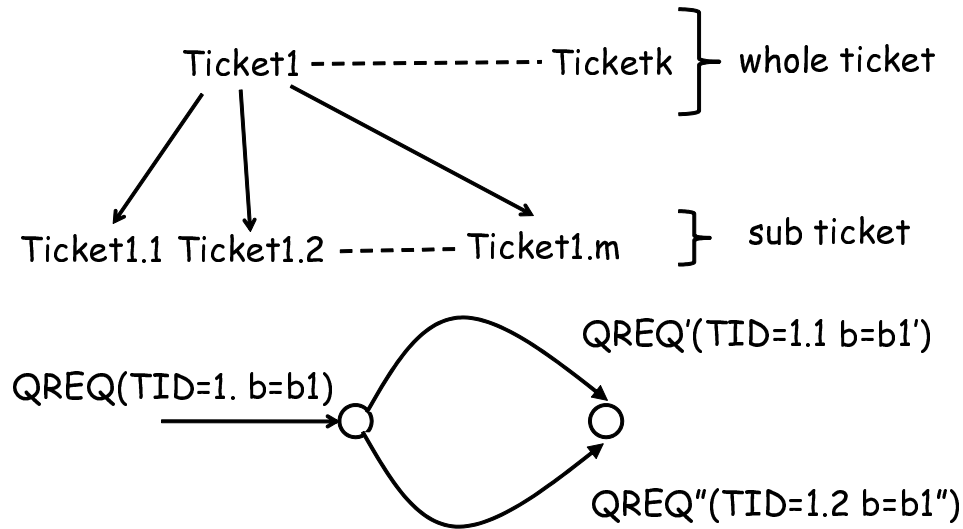 Ticket1 Ticketk whole ticket
Ticket1.1 Ticket1.2 Ticket1.m sub ticket
QREQ'(TID=1.1 b=b1')
QREQ(TID=1. b=b1)
QREQ"(TID=1.2 b=b1")